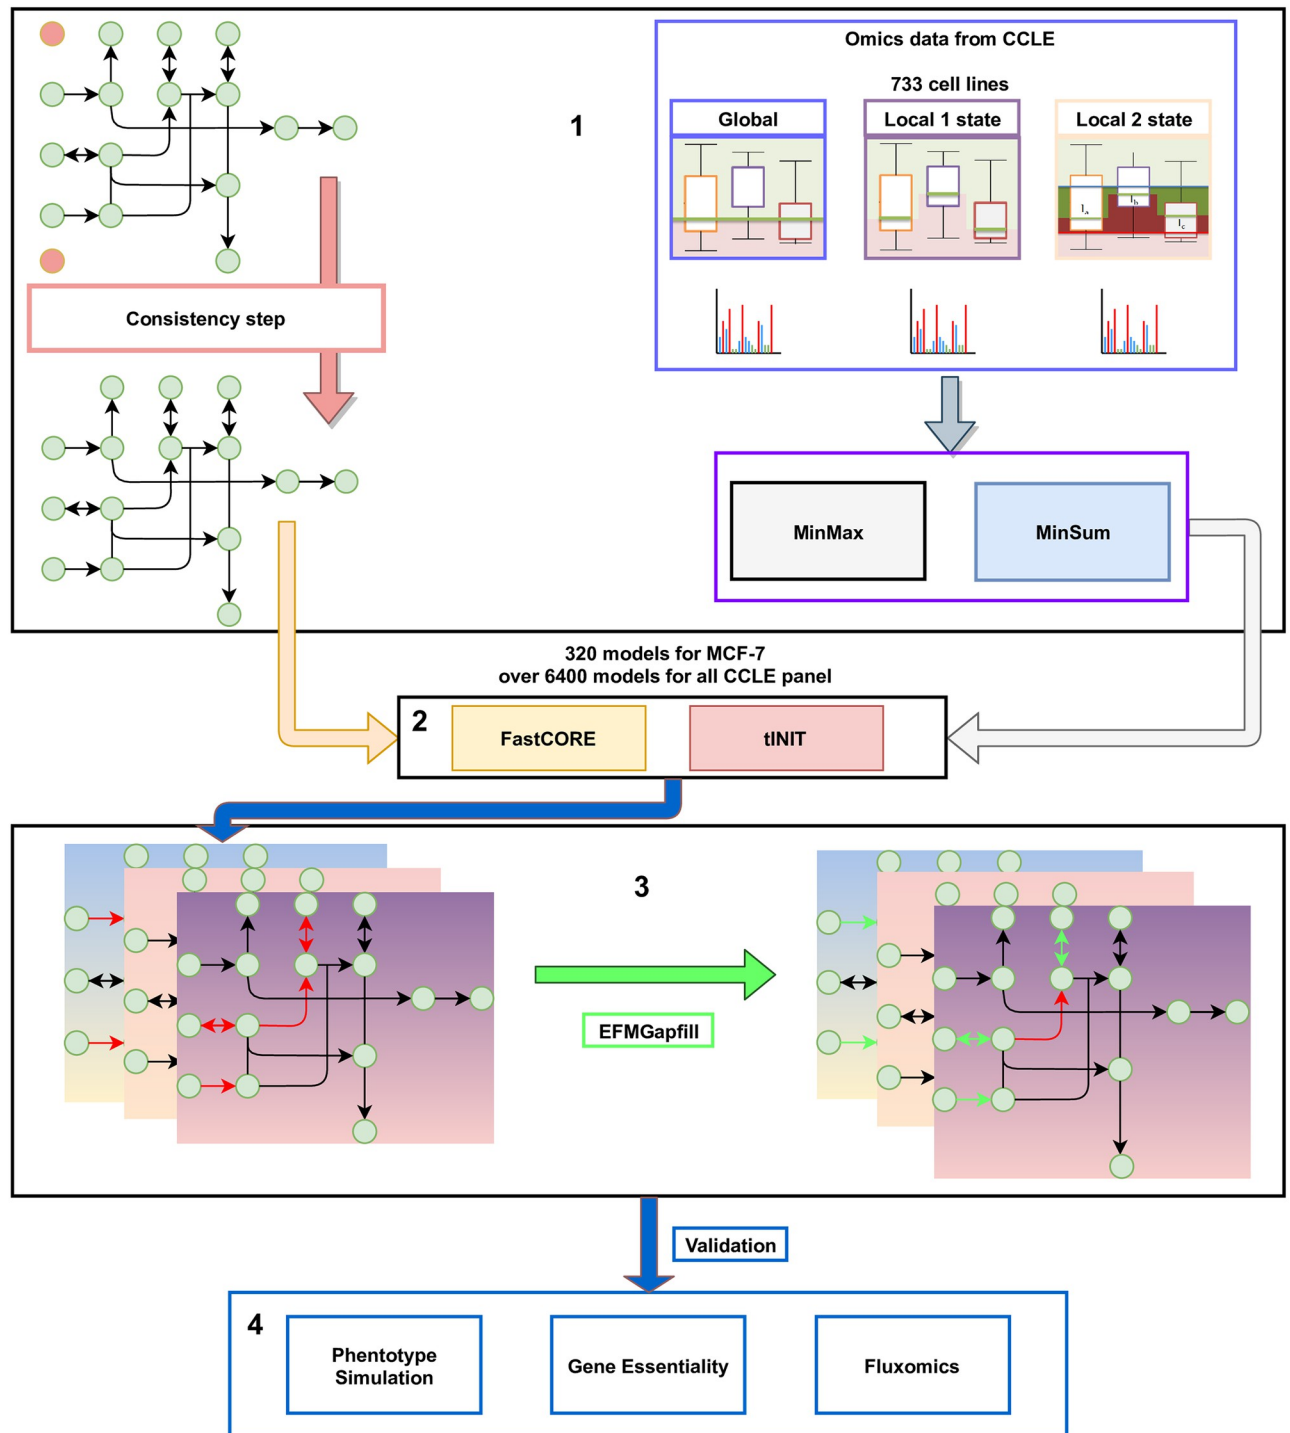 Omics data from CCLE
733 cell lines
1
Global
Local 1 state
Local 2 state
l a
l b
l c
Consistency step
MinMax
MinSum
320 models for MCF-7
over 6400 models for all CCLE panel
2
FastCORE
tINIT
3
EFMGapfill
Validation
4
Phentotype
Simulation
Gene Essentiality
Fluxomics